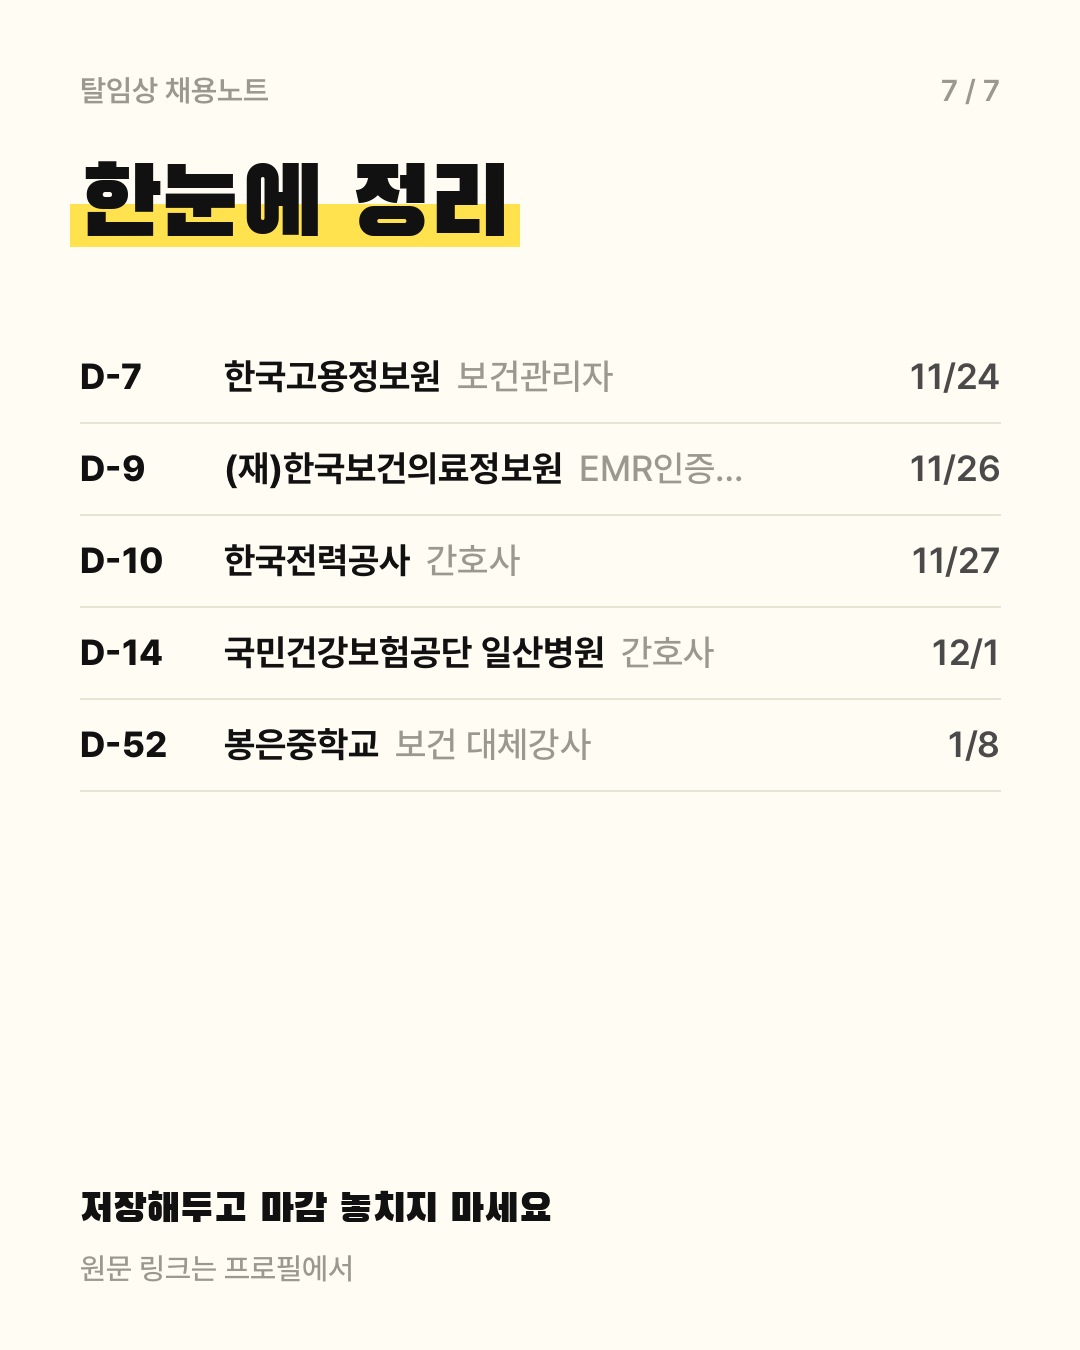 탈임상 채용노트 7 / 7
한눈에 정리
D-7 한국고용정보원 보건관리자 11/24
D-9 (재)한국보건의료정보원 EMR인증... 11/26
D-10 한국전력공사 간호사 11/27
D-14 국민건강보험공단 일산병원 간호사 12/1
D-52 봉은중학교 보건 대체강사 1/8
저장해두고 마감 놓치지 마세요
원문 링크는 프로필에서